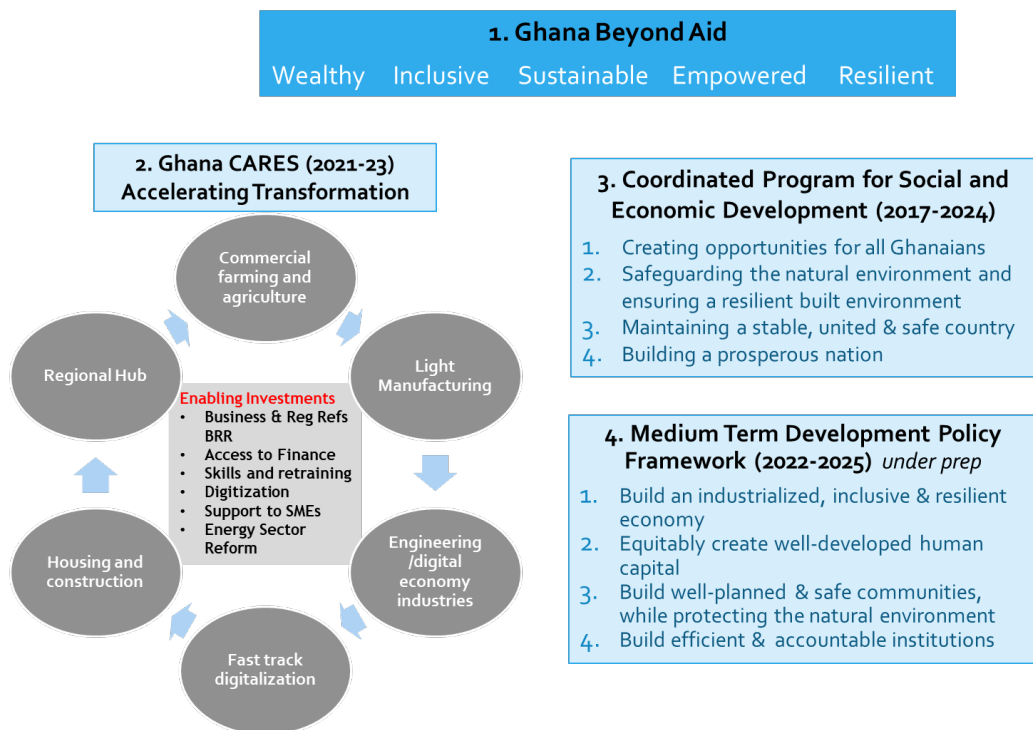 1. Ghana Beyond Aid
Wealthy Inclusive Sustainable Empowered Resilient
2. Ghana CARES (2021-23)
Accelerating Transformation
Commercial
farming and
agriculture
Light
Manufacturing
Engineering
/digital
economy
industries
Fast track
digitalization
Housing and
construction
Regional Hub
Enabling Investments
• Business & Reg Refs
BRR
• Access to Finance
• Skills and retraining
• Digitization
• Support to SMEs
• Energy Sector
Reform
3. Coordinated Program for Social and
Economic Development (2017-2024)
1. Creating opportunities for all Ghanaians
2. Safeguarding the natural environment and
ensuring a resilient built environment
3. Maintaining a stable, united & safe country
4. Building a prosperous nation
4. Medium Term Development Policy
Framework (2022-2025) under prep
1. Build an industrialized, inclusive & resilient
economy
2. Equitably create well-developed human
capital
3. Build well-planned & safe communities,
while protecting the natural environment
4. Build efficient & accountable institutions